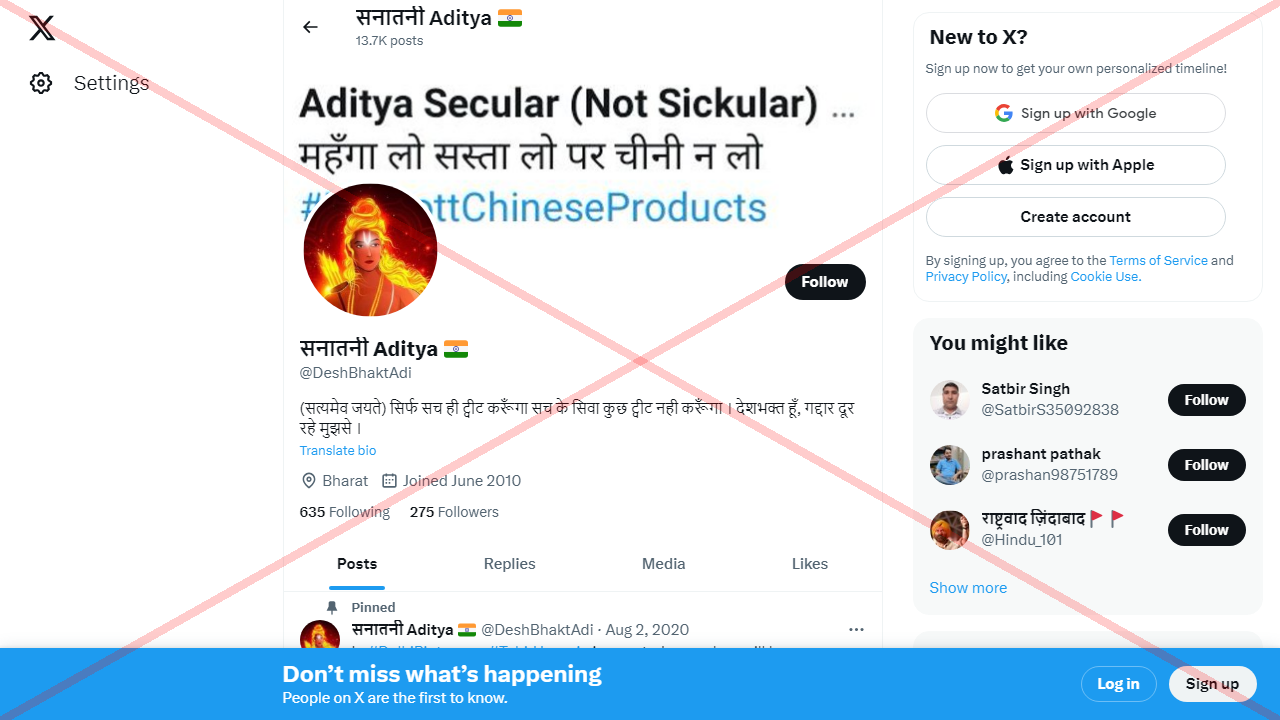 Settings
सनातनी Aditya
13.7K posts
Aditya Secular (Not Sickular) ...
महँगा लो सस्ता लो पर चीनी न लो
ottChineseProducts
Follow
सनातनी Aditya
@DeshBhaktAdi
(सत्यमेव जयते) सिर्फ सच ही ट्वीट करूँगा सच के सिवा कुछ ट्वीट नही करूँगा । देशभक्त हूँ, गद्दार दूर
रहे मुझसे ।
Translate bio
Bharat Joined June 2010
635 Following 275 Followers
Posts Replies Media Likes
Pinned
सनातनी Aditya @DeshBhaktAdi · Aug 2, 2020
New to X?
Sign up now to get your own personalized timeline!
Sign up with Google
Sign up with Apple
Create account
By signing up, you agree to the Terms of Service and
Privacy Policy, including Cookie Use.
You might like
Satbir Singh
@SatbirS35092838
Follow
prashant pathak
@prashan98751789
Follow
राष्ट्रवाद ज़िंदाबाद
@Hindu_101
Follow
Show more
Don’t miss what’s happening
People on X are the first to know.
Log in
Sign up